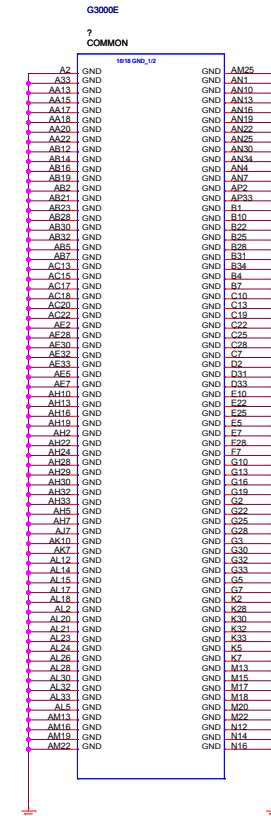 G3000E
?
COMMON
16/18 GND_1/2
A2 GND GND AM25
A33 GND GND AN1
AA13 GND GND AN10
AA15 GND GND AN13
AA17 GND GND AN16
AA18 GND GND AN19
AA20 GND GND AN22
AA22 GND GND AN25
AB12 GND GND AN30
AB14 GND GND AN34
AB16 GND GND AN4
AB19 GND GND AN7
AB2 GND GND AP2
AB21 GND GND AP33
AB23 GND GND B1
AB28 GND GND B10
AB30 GND GND B22
AB32 GND GND B25
AB5 GND GND B28
AB7 GND GND B31
AC13 GND GND B34
AC15 GND GND B4
AC17 GND GND B7
AC18 GND GND C10
AC20 GND GND C13
AC22 GND GND C19
AE2 GND GND C22
AE28 GND GND C25
AE30 GND GND C28
AE32 GND GND C7
AE33 GND GND D2
AE5 GND GND D31
AE7 GND GND D33
AH10 GND GND E10
AH13 GND GND E22
AH16 GND GND E25
AH19 GND GND E5
AH2 GND GND E7
AH22 GND GND F28
AH24 GND GND F7
AH28 GND GND G10
AH29 GND GND G13
AH30 GND GND G16
AH32 GND GND G19
AH33 GND GND G2
AH5 GND GND G22
AH7 GND GND G25
AJ7 GND GND G28
AK10 GND GND G3
AK7 GND GND G30
AL12 GND GND G32
AL14 GND GND G33
AL15 GND GND G5
AL17 GND GND G7
AL18 GND GND K2
AL2 GND GND K28
AL20 GND GND K30
AL21 GND GND K32
AL23 GND GND K33
AL24 GND GND K5
AL26 GND GND K7
AL28 GND GND M13
AL30 GND GND M15
AL32 GND GND M17
AL33 GND GND M18
AL5 GND GND M20
AM13 GND GND M22
AM16 GND GND N12
AM19 GND GND N14
AM22 GND GND N16